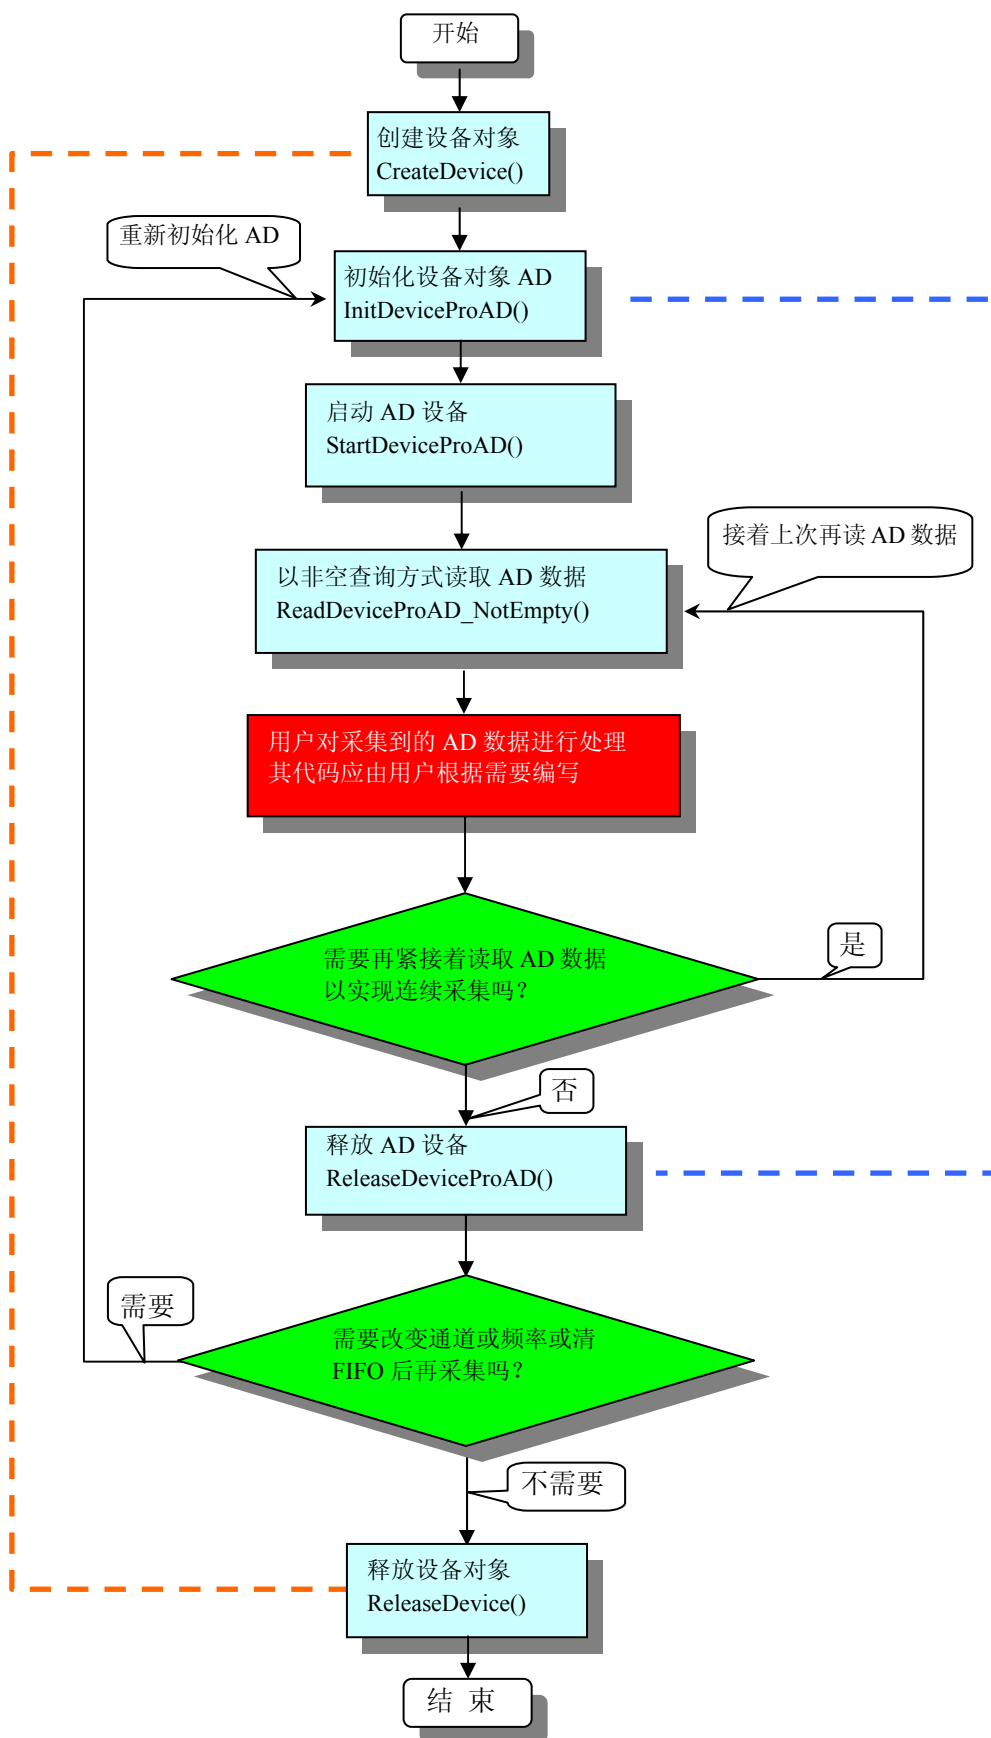 开始
创建设备对象
CreateDevice()
重新初始化 AD
初始化设备对象 AD
InitDeviceProAD()
启动 AD 设备
StartDeviceProAD()
接着上次再读 AD 数据
以非空查询方式读取 AD 数据
ReadDeviceProAD_NotEmpty()
用户对采集到的 AD 数据进行处理
其代码应由用户根据需要编写
是
需要再紧接着读取 AD 数据
以实现连续采集吗？
否
释放 AD 设备
ReleaseDeviceProAD()
需要
需要改变通道或频率或清
FIFO 后再采集吗？
不需要
释放设备对象
ReleaseDevice()
结 束